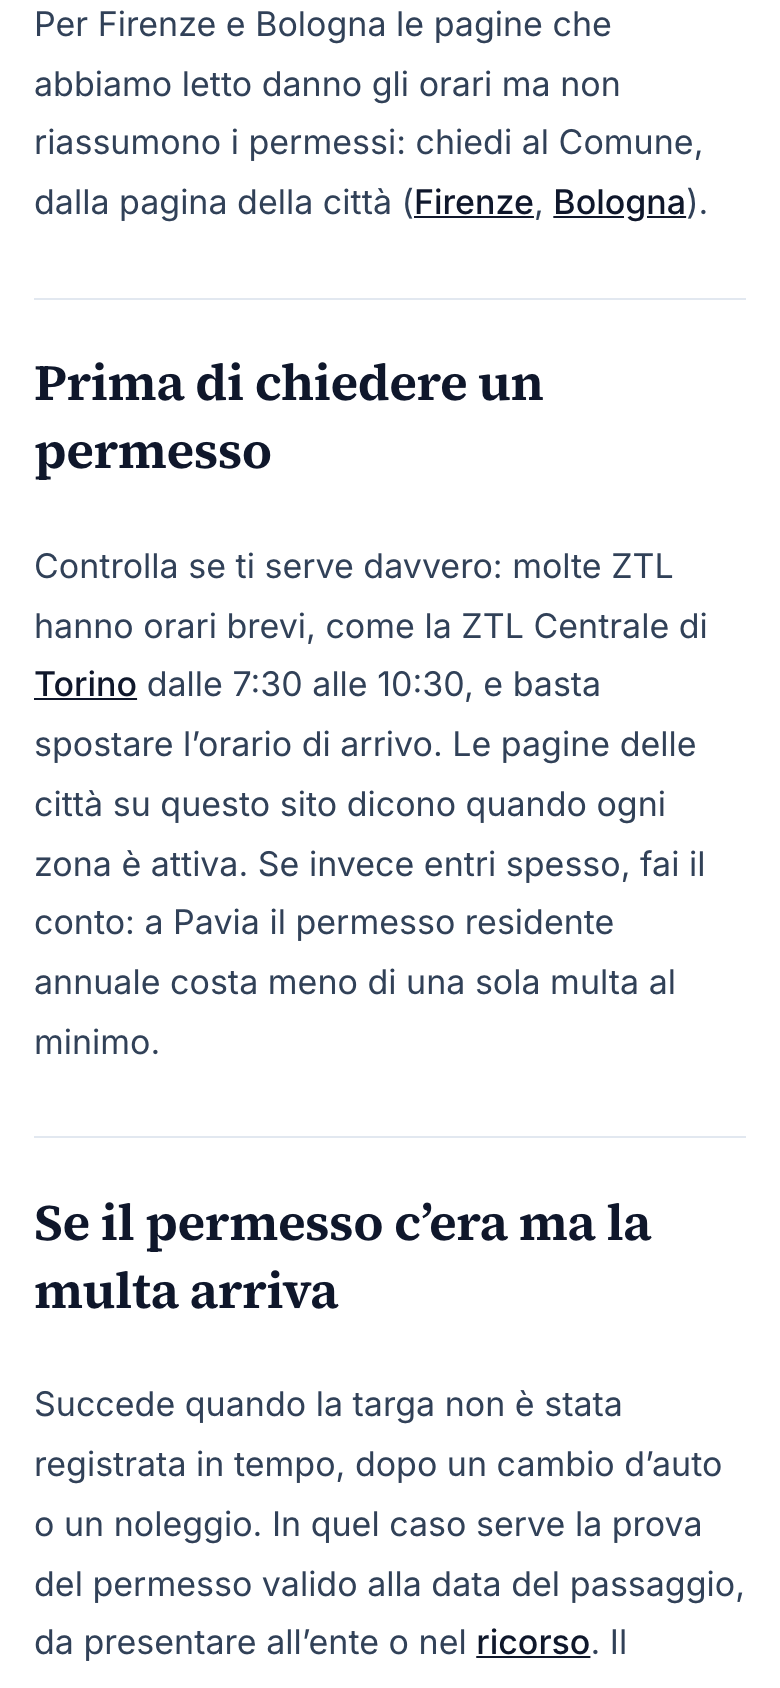 Per Firenze e Bologna le pagine che
abbiamo letto danno gli orari ma non
riassumono i permessi: chiedi al Comune,
dalla pagina della città (Firenze, Bologna).
Prima di chiedere un
permesso
Controlla se ti serve davvero: molte ZTL
hanno orari brevi, come la ZTL Centrale di
Torino dalle 7:30 alle 10:30, e basta
spostare l’orario di arrivo. Le pagine delle
città su questo sito dicono quando ogni
zona è attiva. Se invece entri spesso, fai il
conto: a Pavia il permesso residente
annuale costa meno di una sola multa al
minimo.
Se il permesso c’era ma la
multa arriva
Succede quando la targa non è stata
registrata in tempo, dopo un cambio d’auto
o un noleggio. In quel caso serve la prova
del permesso valido alla data del passaggio,
da presentare all’ente o nel ricorso. Il